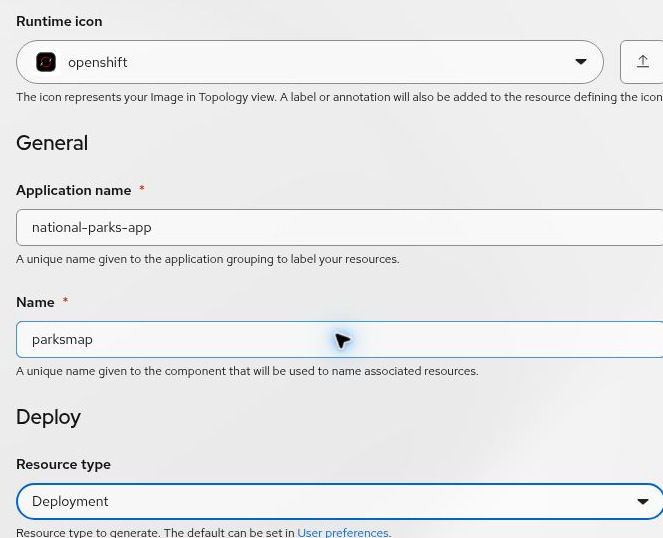 Runtime icon
openshift
The icon represents your Image in Topology view. A label or annotation will also be added to the resource defining the icon
General
Application name *
national-parks-app
A unique name given to the application grouping to label your resources.
Name *
parksmap
A unique name given to the component that will be used to name associated resources.
Deploy
Resource type
Deployment
Resource type to generate. The default can be set in User preferences.